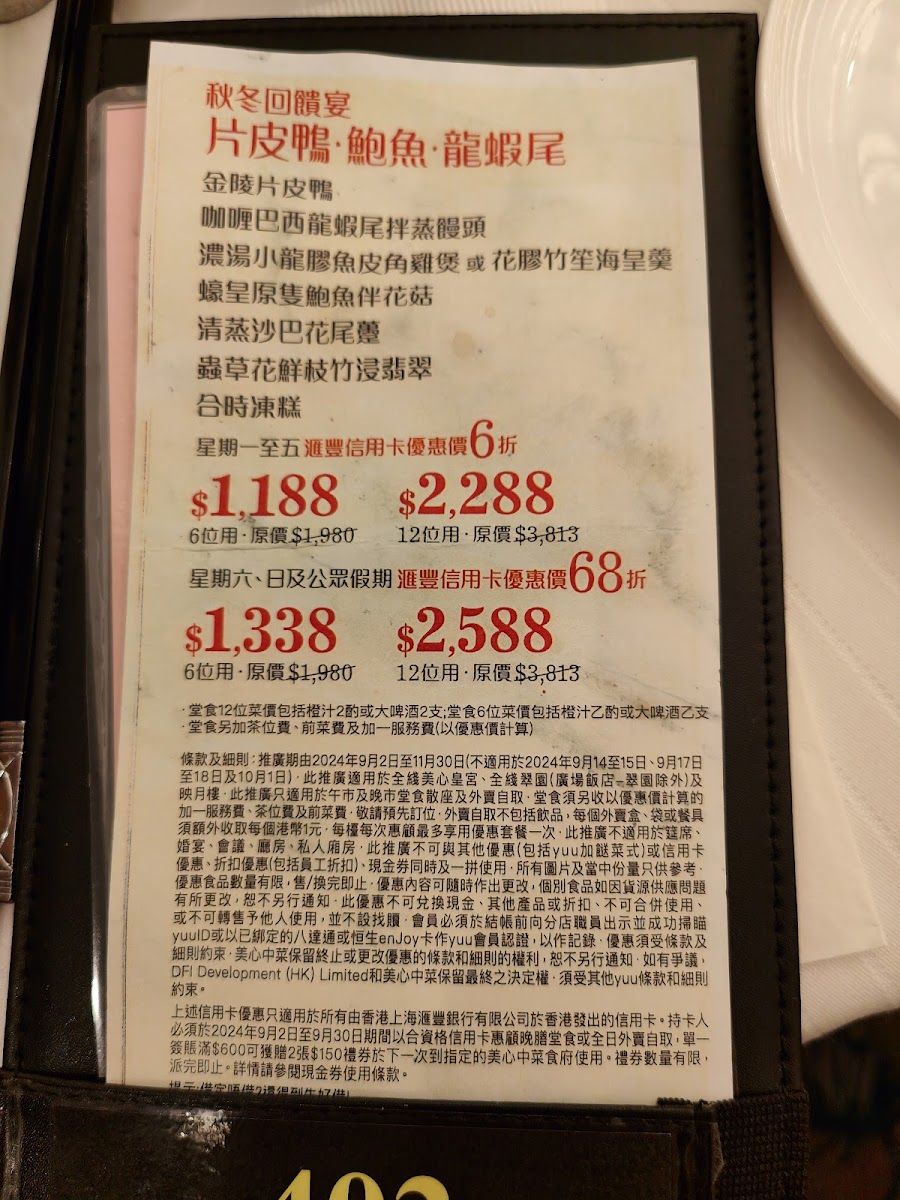 秋冬回饋宴
片皮鴨·鮑魚·龍蝦尾
金陵片皮鴨
咖喱巴西龍蝦尾拌蒸饅頭
濃湯小龍膠魚皮角雞煲 或 花膠竹笙海皇羹
蠔皇原隻鮑魚伴花菇
清蒸沙巴花尾躉
蟲草花鮮枝竹浸翡翠
合時凍糕
星期一至五 滙豐信用卡優惠價6折
$1,188 $2,288
6位用·原價$1,980 12位用·原價$3,813
星期六、日及公眾假期 滙豐信用卡優惠價68折
$1,338 $2,588
6位用·原價$1,980 12位用·原價$3,813
·堂食12位菜價包括橙汁2酌或大啤酒2支;堂食6位菜價包括橙汁乙酌或大啤酒乙支
·堂食另加茶位費、前菜費及加一服務費(以優惠價計算)
條款及細則:推廣期由2024年9月2日至11月30日(不適用於2024年9月14至15日、9月17日
至18日及10月1日)·此推廣適用於全綫美心皇宮、全綫翠園(廣場飯店–翠園除外)及
映月樓·此推廣只適用於午市及晚市堂食散座及外賣自取·堂食須另收以優惠價計算的
加一服務費、茶位費及前菜費·敬請預先訂位·外賣自取不包括飲品,每個外賣盒、袋或餐具
須額外收取每個港幣1元·每檯每次惠顧最多享用優惠套餐一次·此推廣不適用於筵席、
婚宴、會議、廳房、私人廂房·此推廣不可與其他優惠(包括yuu加餸菜式)或信用卡
優惠、折扣優惠(包括員工折扣)、現金券同時及一拼使用·所有圖片及當中份量只供參考·
優惠食品數量有限,售/換完即止·優惠內容可隨時作出更改,個別食品如因貨源供應問題
有所更改,恕不另行通知·此優惠不可兌換現金、其他產品或折扣、不可合併使用、
或不可轉售予他人使用,並不設找贖·會員必須於結帳前向分店職員出示並成功掃瞄
yuuID或以已綁定的八達通或恒生enJoy卡作yuu會員認證,以作記錄·優惠須受條款及
細則約束·美心中菜保留終止或更改優惠的條款和細則的權利,恕不另行通知·如有爭議,
DFI Development (HK) Limited和美心中菜保留最終之決定權·須受其他yuu條款和細則
約束。
上述信用卡優惠只適用於所有由香港上海滙豐銀行有限公司於香港發出的信用卡。持卡人
必須於2024年9月2日至9月30日期間以合資格信用卡惠顧晚膳堂食或全日外賣自取,單一
簽賬滿$600可獲贈2張$150禮券於下一次到指定的美心中菜食府使用。禮券數量有限,
派完即止。詳情請參閱現金券使用條款。
提示:借定唔借?還得到先好借!